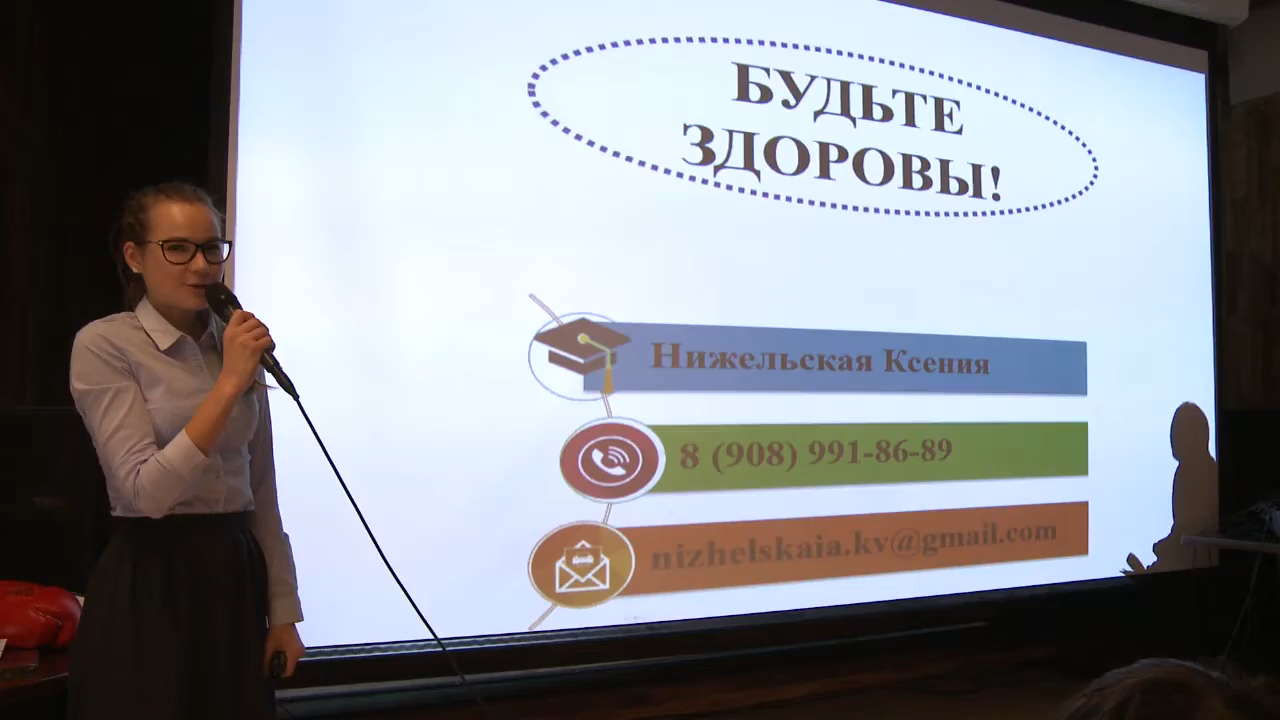 БУДЬТЕ
ЗДОРОВЫ!
Нижельская Ксения
8 (908) 991-86-89
nizhelskaia.kv@gmail.com